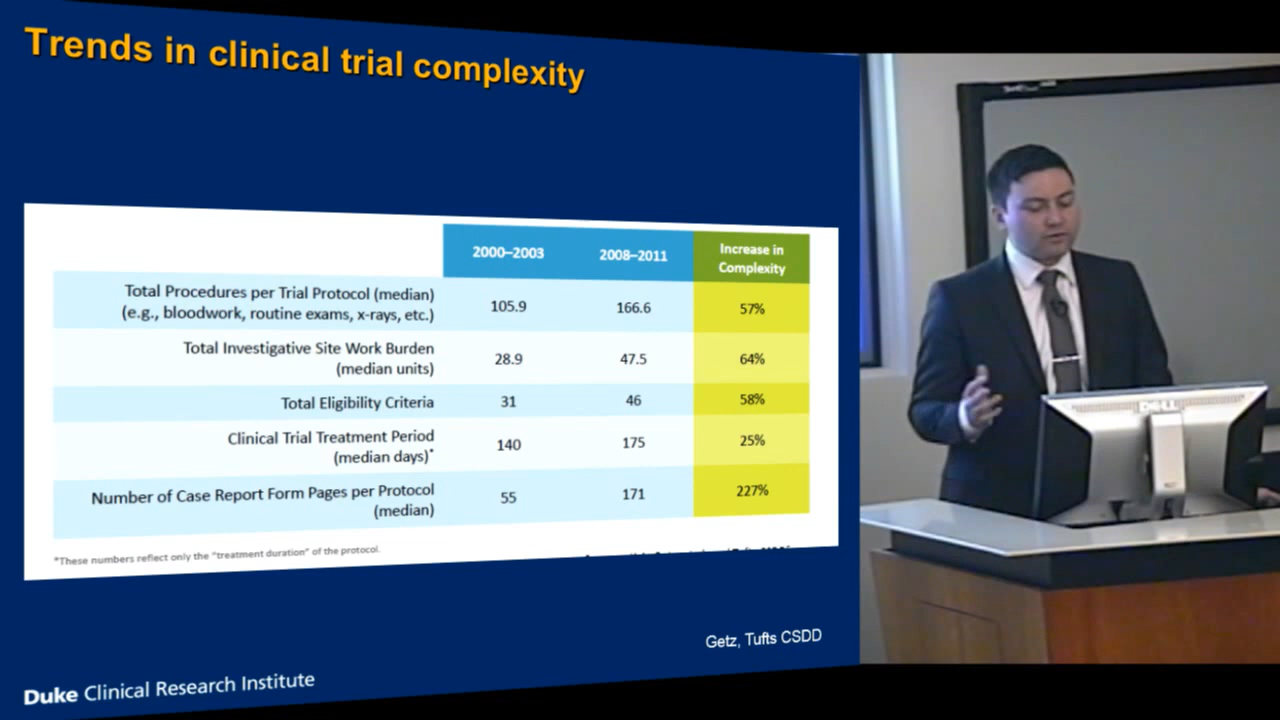 Trends in clinical trial complexity
2000–2003
2008–2011
Increase in
Complexity
Total Procedures per Trial Protocol (median)
(e.g., bloodwork, routine exams, x-rays, etc.)
105.9
166.6
57%
Total Investigative Site Work Burden
(median units)
28.9
47.5
64%
Total Eligibility Criteria
31
46
58%
Clinical Trial Treatment Period
(median days)*
140
175
25%
Number of Case Report Form Pages per Protocol
(median)
55
171
227%
*These numbers reflect only the "treatment duration" of the protocol.
Getz, Tufts CSDD
Duke Clinical Research Institute
DELL